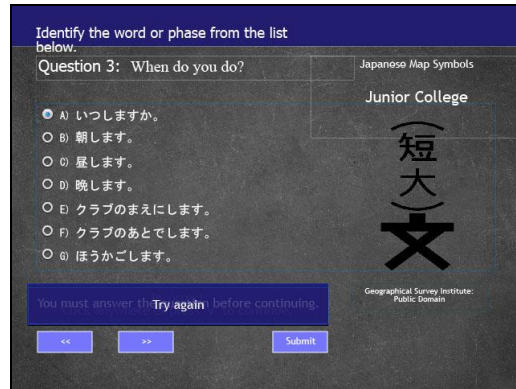 Identify the word or phase from the list
below.
Question 3: When do you do?
A) いつしますか。
B) 朝します。
C) 昼します。
D) 晩します。
E) クラブのまえにします。
F) クラブのあとでします。
G) ほうかごします。
Japanese Map Symbols
Junior College
(短大)
文
Geographical Survey Institute:
Public Domain
You must answer the question before continuing.
Try again
<<
>>
Submit